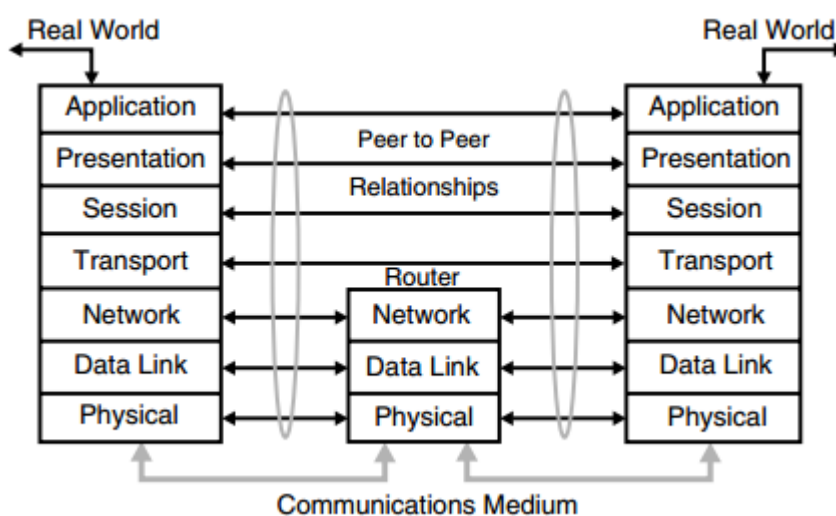 Real World
Real World
Application
Application
Peer to Peer
Presentation
Presentation
Relationships
Session
Session
Transport
Transport
Router
Network
Network
Network
Data Link
Data Link
Data Link
Physical
Physical
Physical
Communications Medium